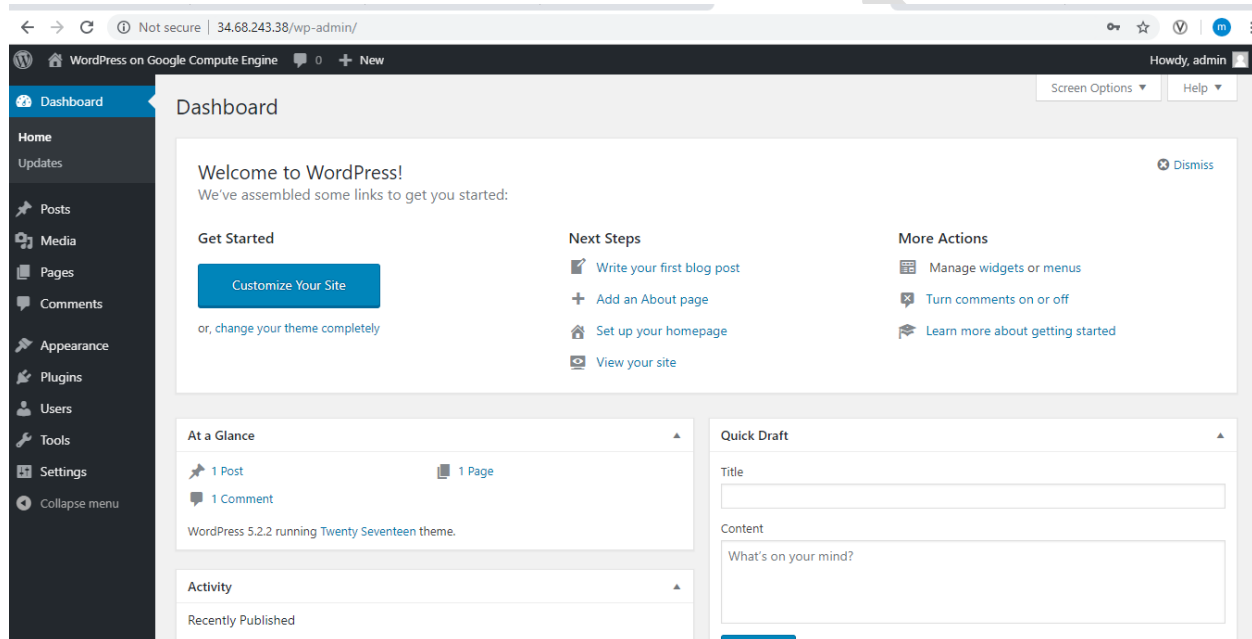 Not secure | 34.68.243.38/wp-admin/
m
WordPress on Google Compute Engine 0 + New Howdy, admin
Screen Options ▼ Help ▼
Dashboard
Home
Updates
Posts
Media
Pages
Comments
Appearance
Plugins
Users
Tools
Settings
Collapse menu
Dashboard
Welcome to WordPress!
Dismiss
We've assembled some links to get you started:
Get Started
Customize Your Site
or, change your theme completely
Next Steps
Write your first blog post
Add an About page
Set up your homepage
View your site
More Actions
Manage widgets or menus
Turn comments on or off
Learn more about getting started
At a Glance
1 Post 1 Page
1 Comment
WordPress 5.2.2 running Twenty Seventeen theme.
Activity
Recently Published
Quick Draft
Title
Content
What's on your mind?